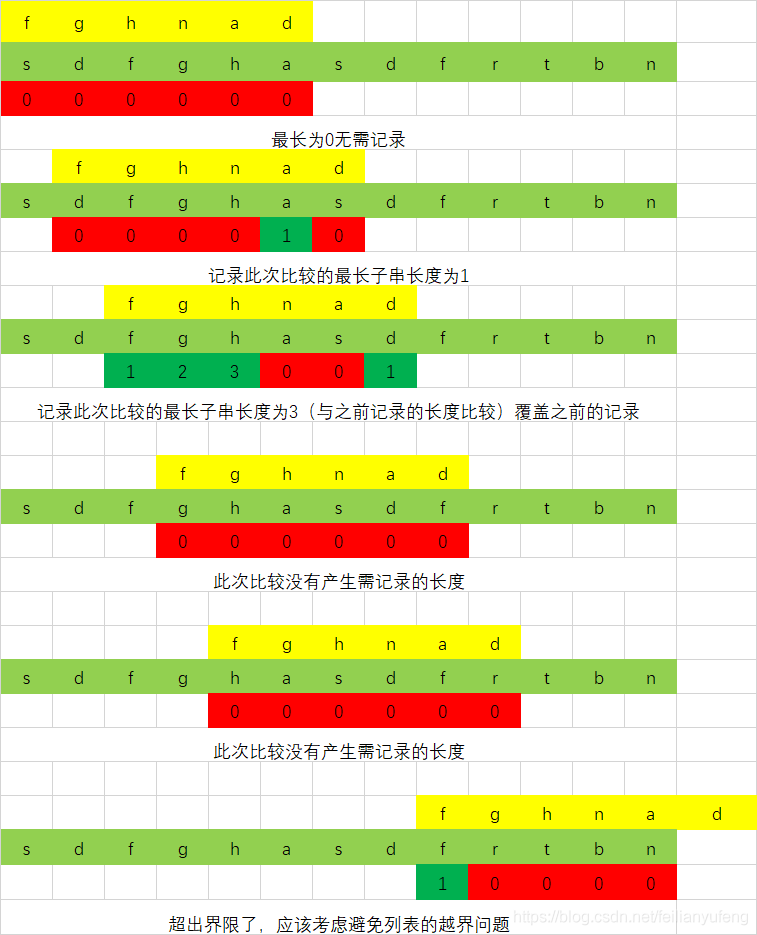 f g h n a d
s d f g h a s d f r t b n
0 0 0 0 0 0
最长为0无需记录
f g h n a d
s d f g h a s d f r t b n
0 0 0 0 1 0
记录此次比较的最长子串长度为1
f g h n a d
s d f g h a s d f r t b n
1 2 3 0 0 1
记录此次比较的最长子串长度为3（与之前记录的长度比较）覆盖之前的记录
f g h n a d
s d f g h a s d f r t b n
0 0 0 0 0 0
此次比较没有产生需记录的长度
f g h n a d
s d f g h a s d f r t b n
0 0 0 0 0 0
此次比较没有产生需记录的长度
f g h n a d
s d f g h a s d f r t b n
1 0 0 0 0
超出界限了，应该考虑避免列表的越界问题
https://blog.csdn.net/feilianyufeng